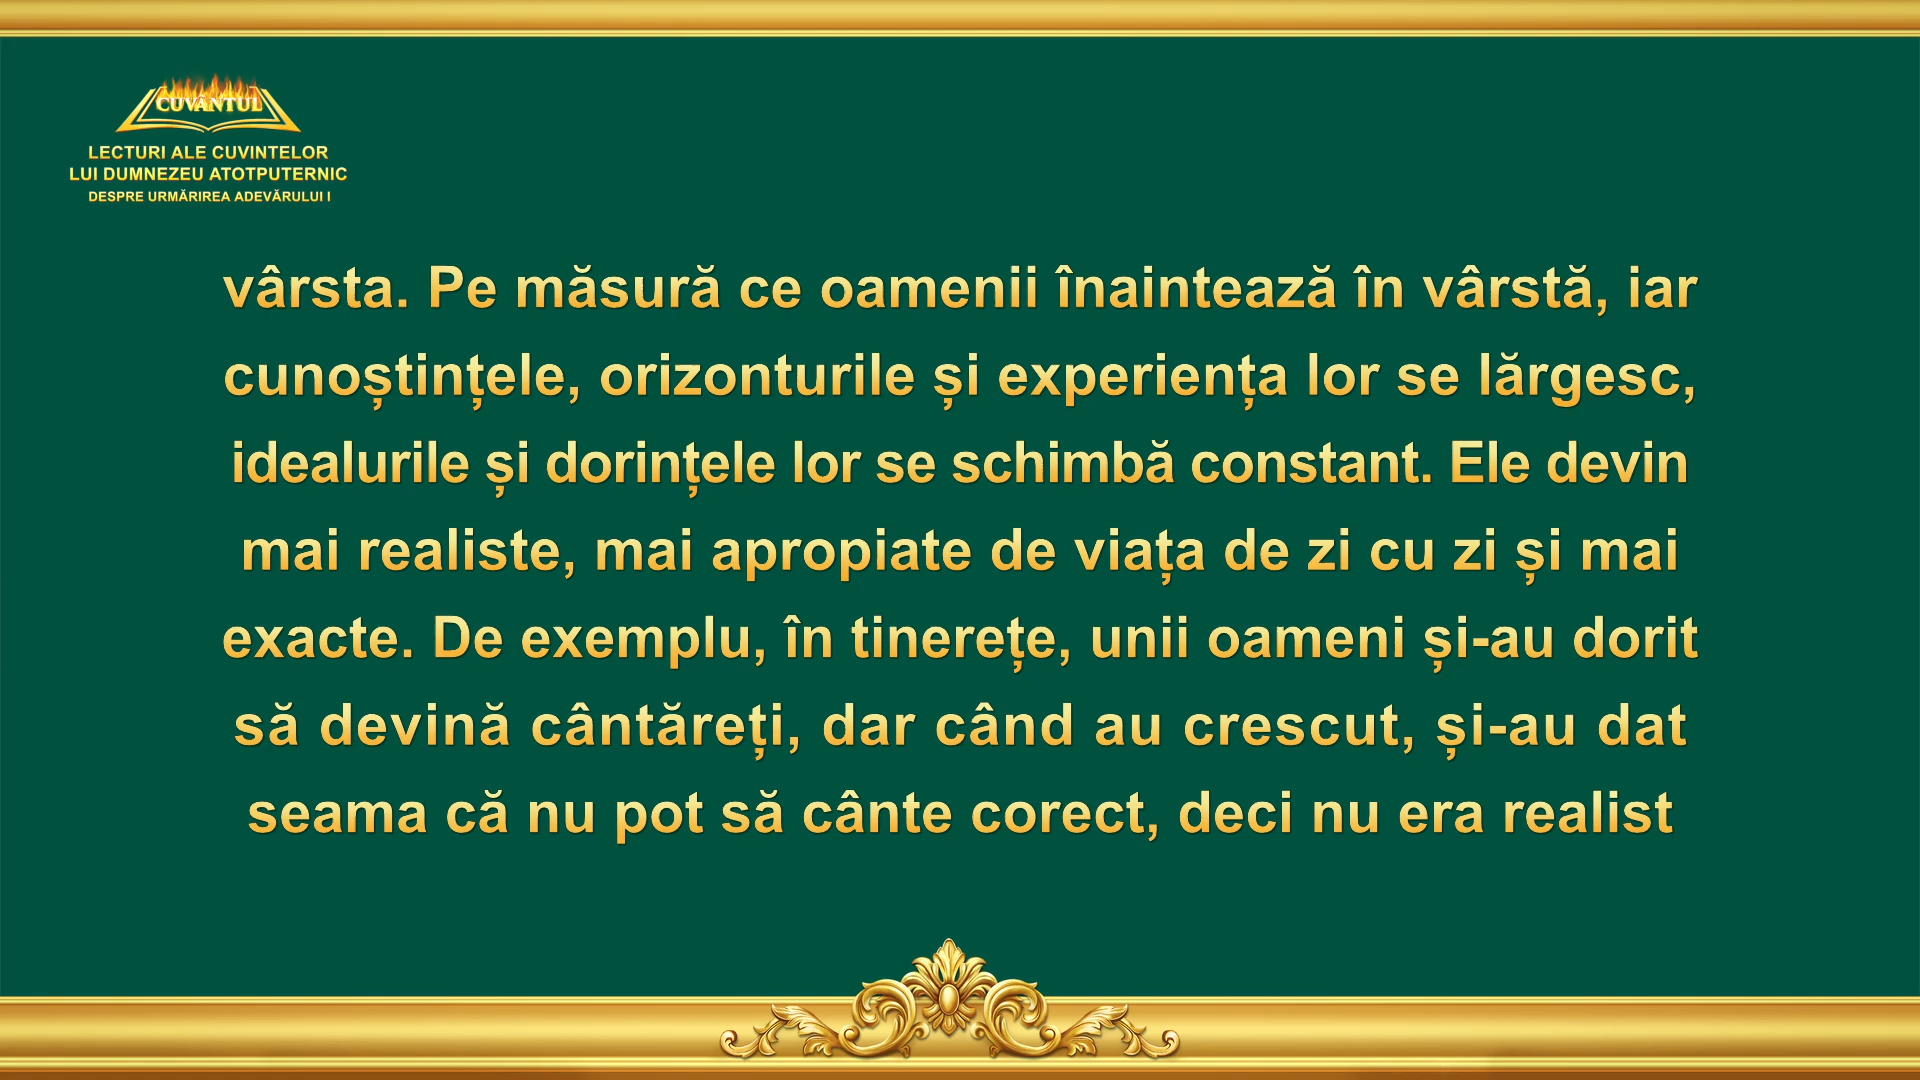 CUVÂNTUL
LECTURI ALE CUVINTELOR
LUI DUMNEZEU ATOTPUTERNIC
DESPRE URMĂRIREA ADEVĂRULUI I
vârsta. Pe măsură ce oamenii înaintează în vârstă, iar
cunoștințele, orizonturile și experiența lor se lărgesc,
idealurile și dorințele lor se schimbă constant. Ele devin
mai realiste, mai apropiate de viața de zi cu zi și mai
exacte. De exemplu, în tinerețe, unii oameni și-au dorit
să devină cântăreți, dar când au crescut, și-au dat
seama că nu pot să cânte corect, deci nu era realist